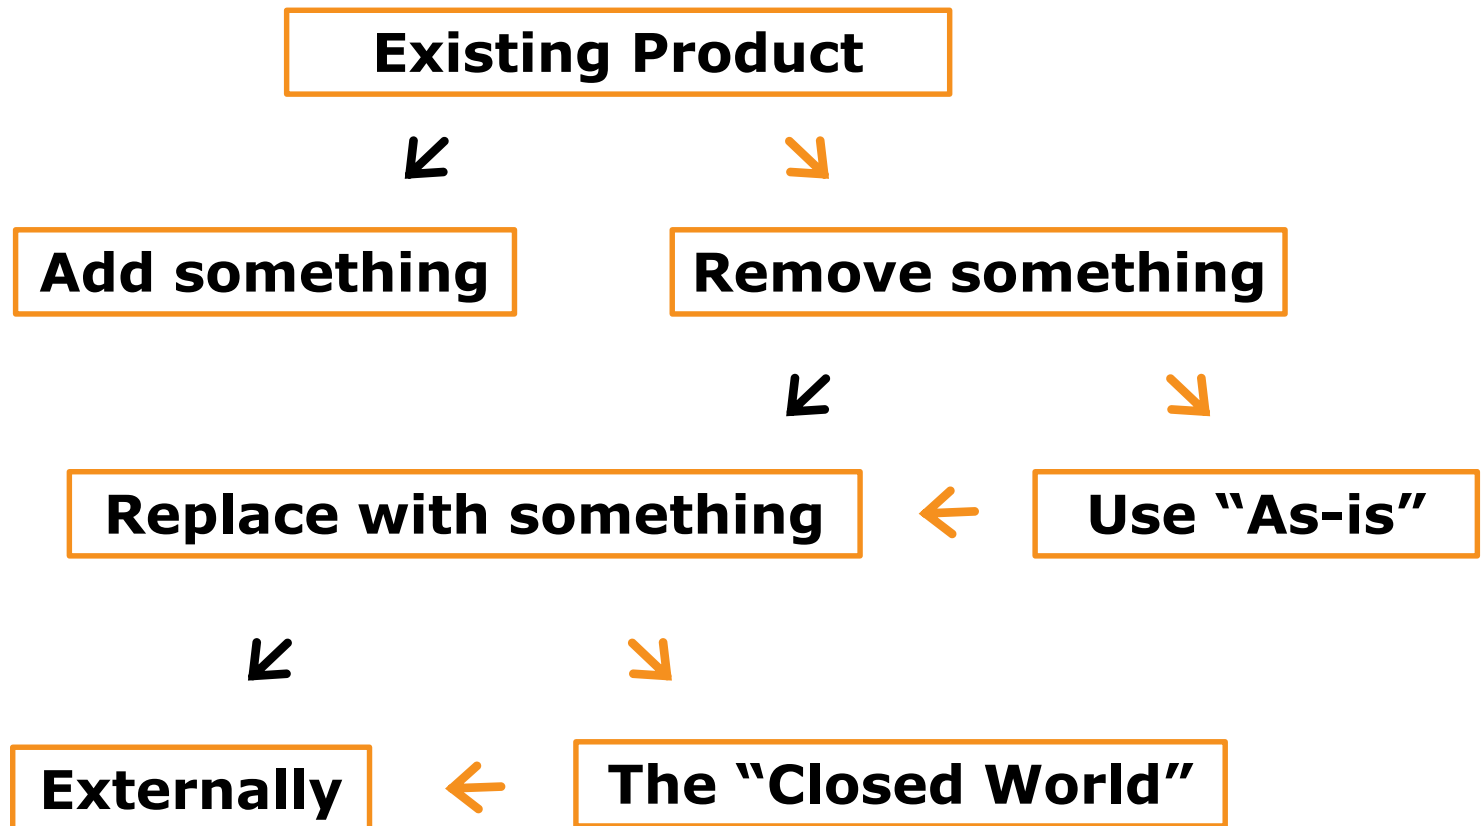 Existing Product
Add something
Remove something
Replace with something
Use “As-is”
Externally
The “Closed World”